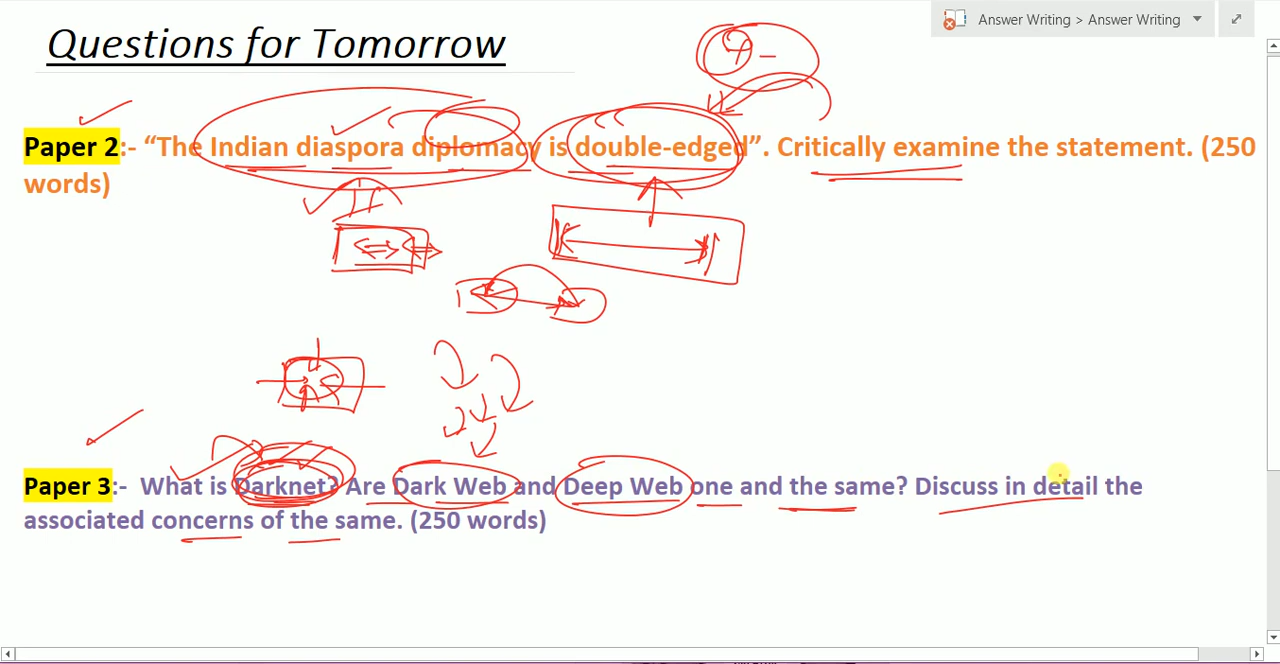 Answer Writing > Answer Writing
Questions for Tomorrow
Paper 2:- “The Indian diaspora diplomacy is double-edged”. Critically examine the statement. (250
words)
Paper 3:- What is Darknet? Are Dark Web and Deep Web one and the same? Discuss in detail the
associated concerns of the same. (250 words)